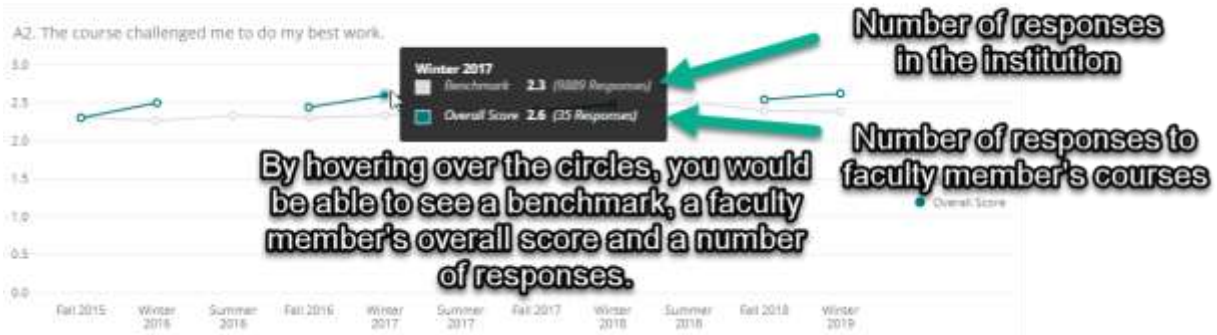 A2. The course challenged me to do my best work.
Number of responses
in the institution
3.0
2.5
2.0
1.5
1.0
0.5
0.0
Winter 2017
Benchmark 2.3 (9889 Responses)
Overall Score 2.6 (35 Responses)
Number of responses to
faculty member's courses
By hovering over the circles, you would
be able to see a benchmark, a faculty
member's overall score and a number
of responses.
Overall Score
Fall 2015
Winter
2016
Summer
2016
Fall 2016
Winter
2017
Summer
2017
Fall 2017
Winter
2018
Summer
2018
Fall 2018
Winter
2019